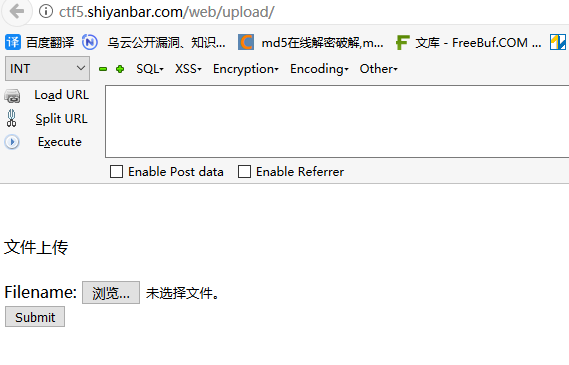 ctf5.shiyanbar.com/web/upload/
百度翻译 乌云公开漏洞、知识... md5在线解密破解,m... 文库 - FreeBuf.COM ...
INT SQL XSS Encryption Encoding Other
Load URL
Split URL
Execute
Enable Post data Enable Referrer
文件上传
Filename: 浏览... 未选择文件。
Submit